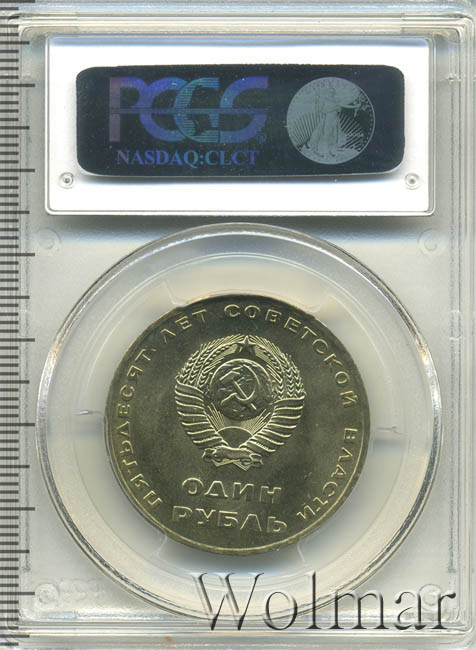 PCGS
NASDAQ:CLCT
ПЯТЬДЕСЯТ ЛЕТ СОВЕТСКОЙ ВЛАСТИ
ОДИН
РУБЛЬ
Wolmar